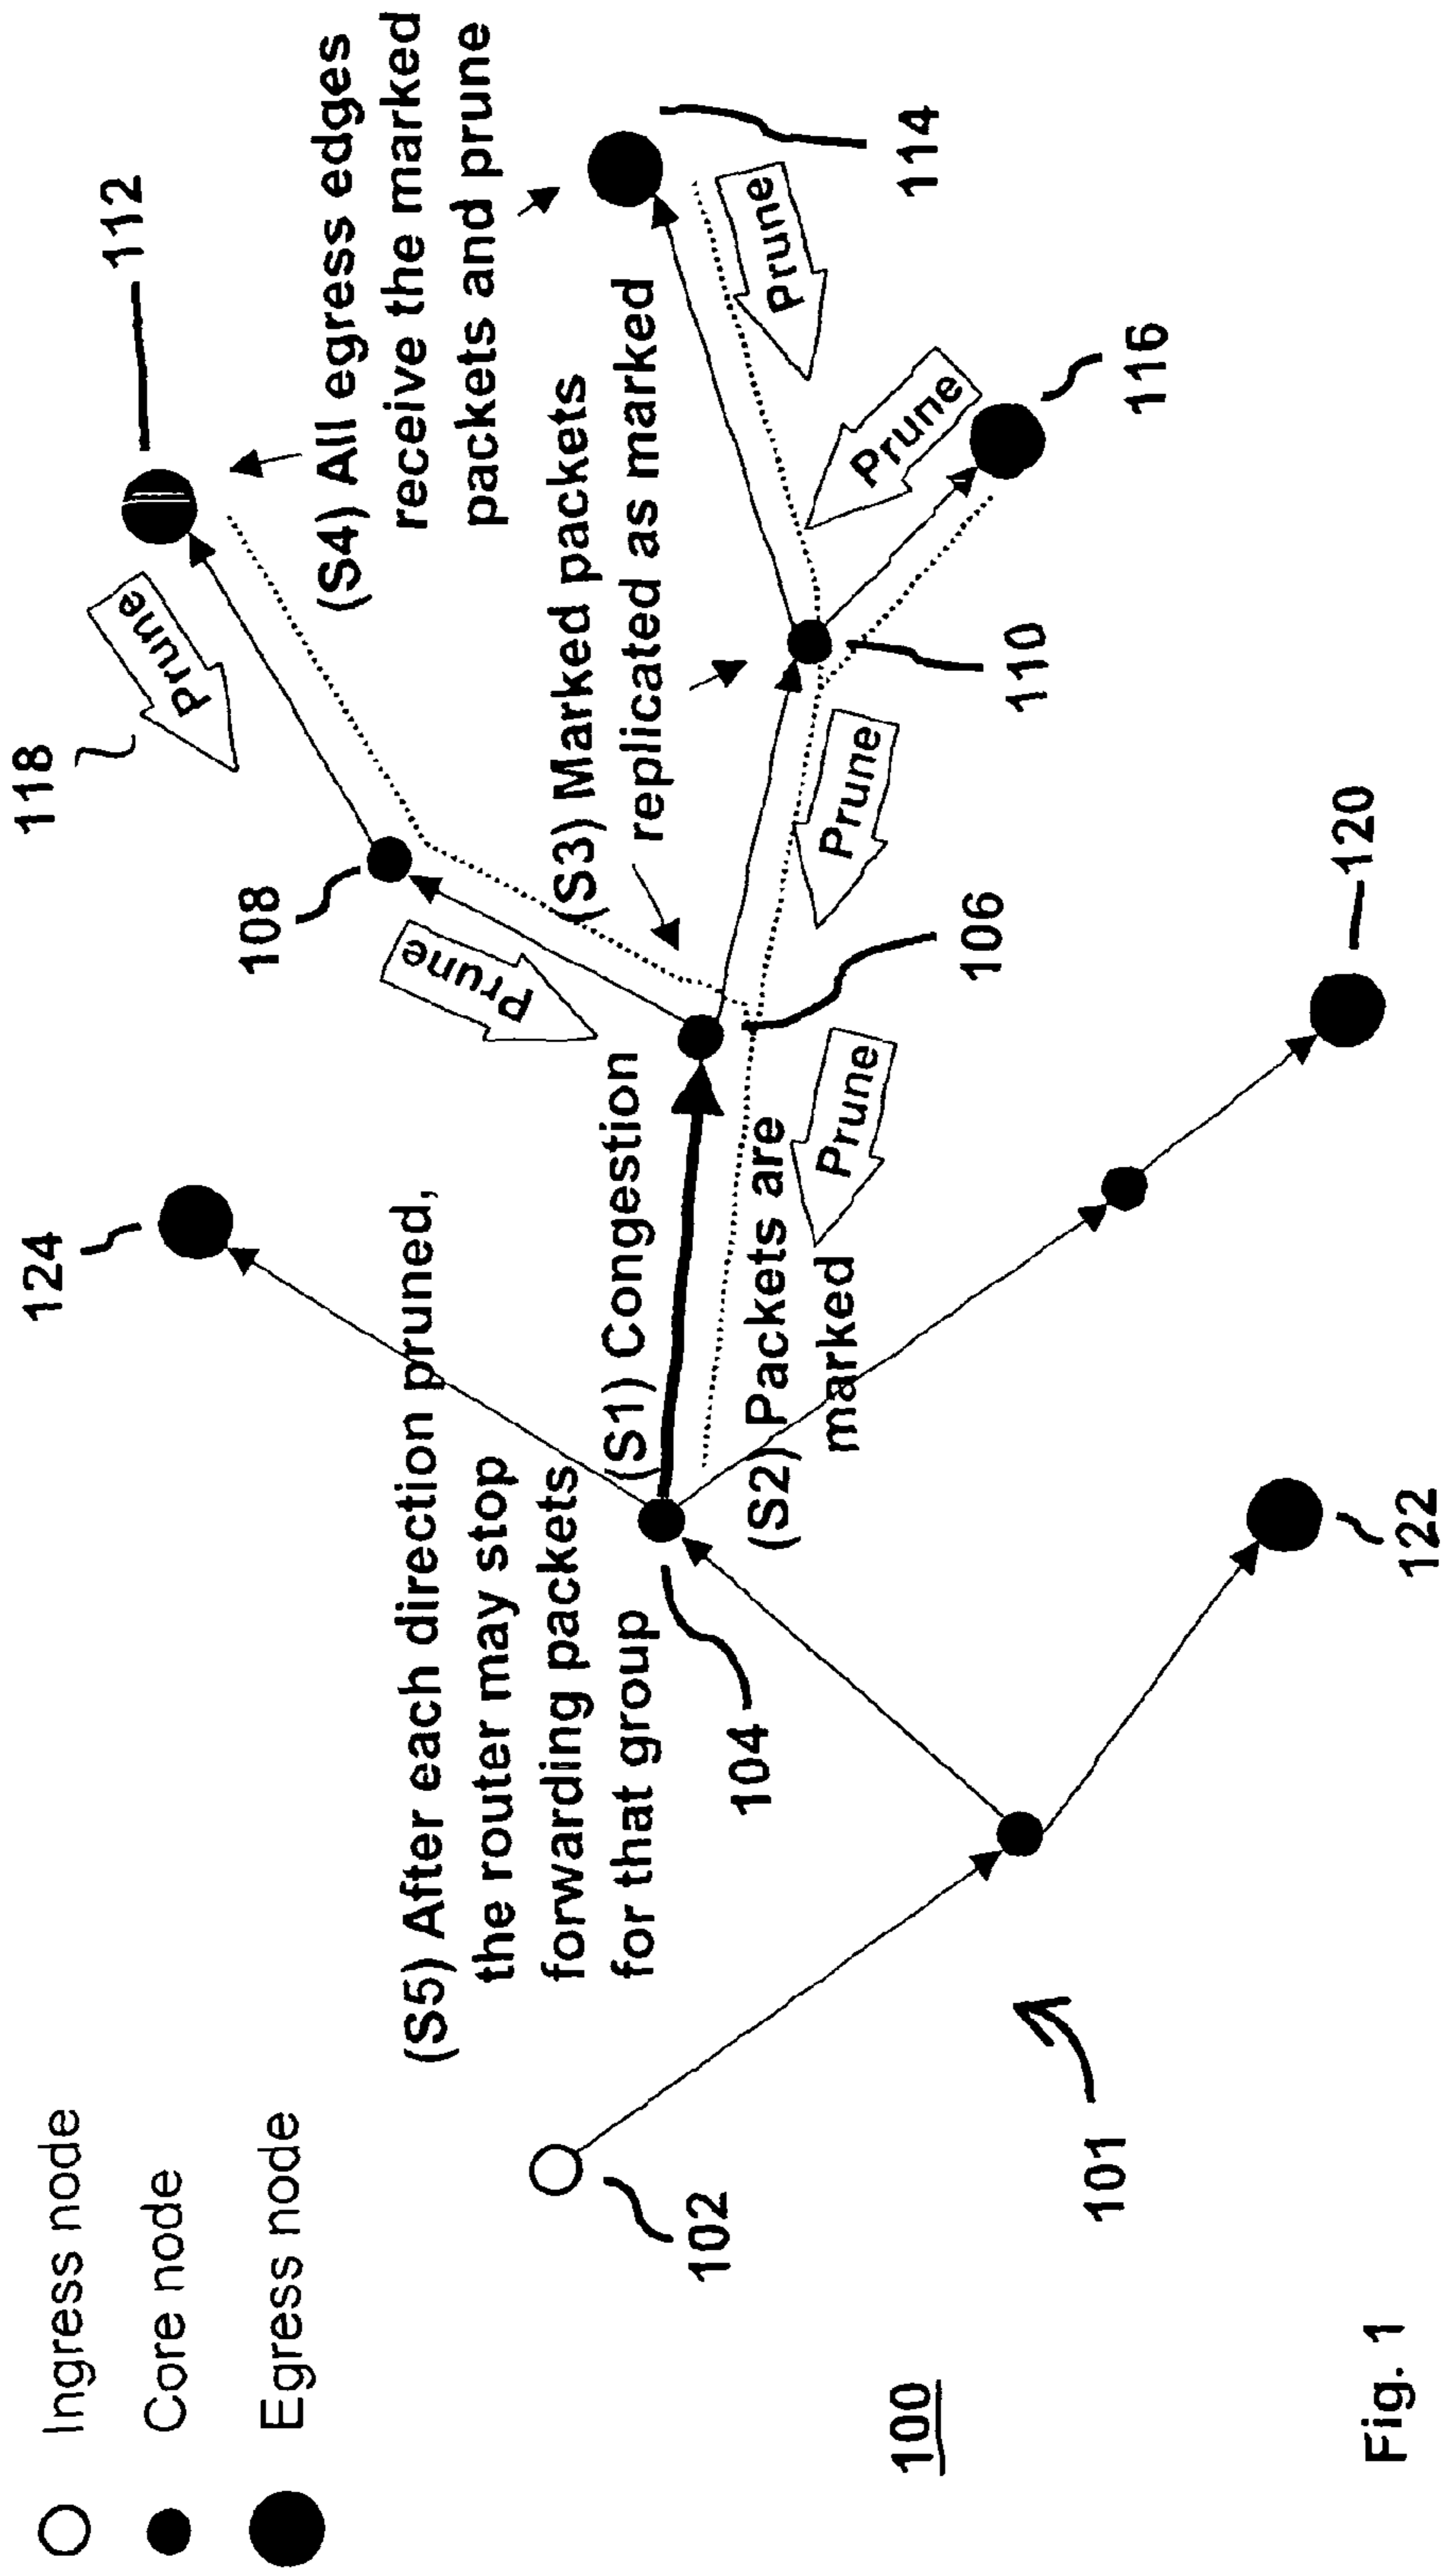 Ingress node
Core node
Egress node
124
118
112
(S5) After each direction pruned,
the router may stop
forwarding packets
for that group
108
(S4) All egress edges
receive the marked
packets and prune
Prune
Prune
(S1) Congestion
(S3) Marked packets
replicated as marked
102
104
(S2) Packets are
marked
Prune
Prune
Prune
Prune
114
100
101
106
110
116
122
120
Fig. 1